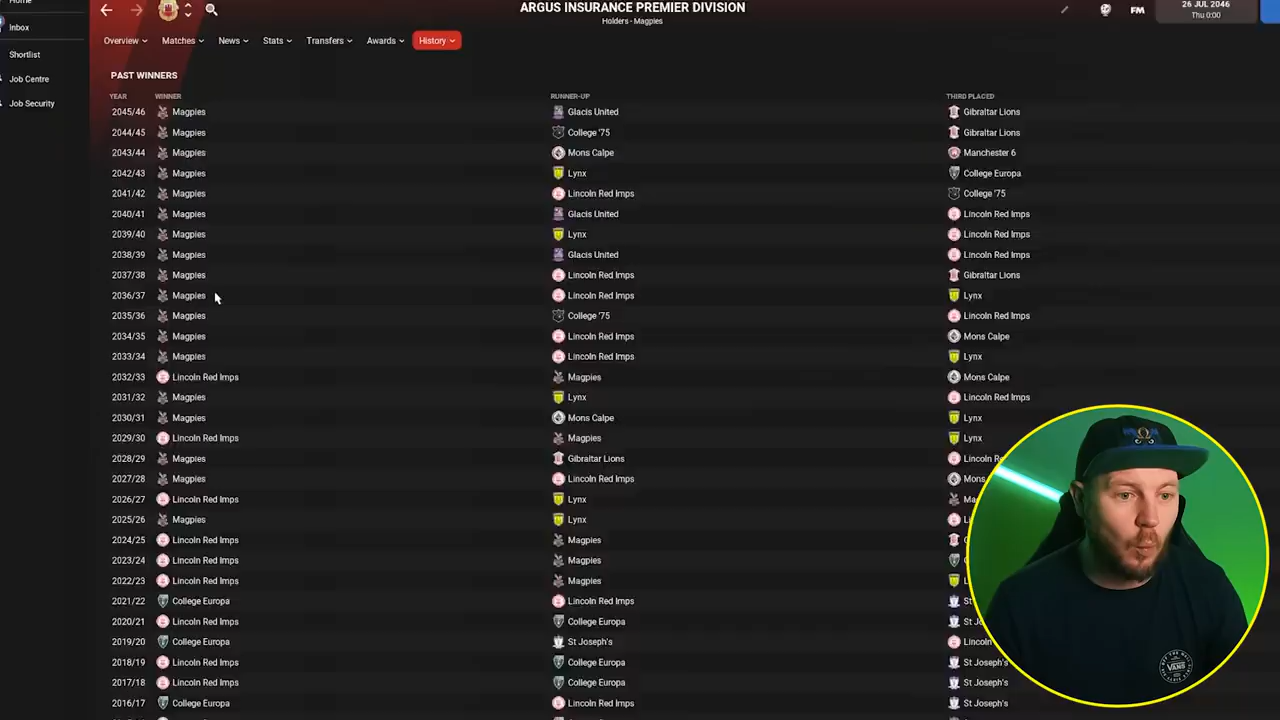 Home
ARGUS INSURANCE PREMIER DIVISION
Holders - Magpies
FM
26 JUL 2046
Thu 0:00
Inbox
Shortlist
Job Centre
Job Security
Overview Matches News Stats Transfers Awards History
PAST WINNERS
YEAR WINNER RUNNER-UP THIRD PLACED
2045/46 Magpies Glacis United Gibraltar Lions
2044/45 Magpies College '75 Gibraltar Lions
2043/44 Magpies Mons Calpe Manchester 6
2042/43 Magpies Lynx College Europa
2041/42 Magpies Lincoln Red Imps College '75
2040/41 Magpies Glacis United Lincoln Red Imps
2039/40 Magpies Lynx Lincoln Red Imps
2038/39 Magpies Glacis United Lincoln Red Imps
2037/38 Magpies Lincoln Red Imps Gibraltar Lions
2036/37 Magpies Lincoln Red Imps Lynx
2035/36 Magpies College '75 Lincoln Red Imps
2034/35 Magpies Lincoln Red Imps Mons Calpe
2033/34 Magpies Lincoln Red Imps Lynx
2032/33 Lincoln Red Imps Magpies Mons Calpe
2031/32 Magpies Lynx Lincoln Red Imps
2030/31 Magpies Mons Calpe Lynx
2029/30 Lincoln Red Imps Magpies Lynx
2028/29 Magpies Gibraltar Lions Lincoln Re
2027/28 Magpies Lincoln Red Imps Mons
2026/27 Lincoln Red Imps Lynx Ma
2025/26 Magpies Lynx Li
2024/25 Lincoln Red Imps Magpies
2023/24 Lincoln Red Imps Magpies
2022/23 Lincoln Red Imps Magpies L
2021/22 College Europa Lincoln Red Imps St
2020/21 Lincoln Red Imps College Europa St Jo
2019/20 College Europa St Joseph's Lincoln
2018/19 Lincoln Red Imps College Europa St Joseph's
2017/18 Lincoln Red Imps College Europa St Joseph's
2016/17 College Europa Lincoln Red Imps St Joseph's
VANS